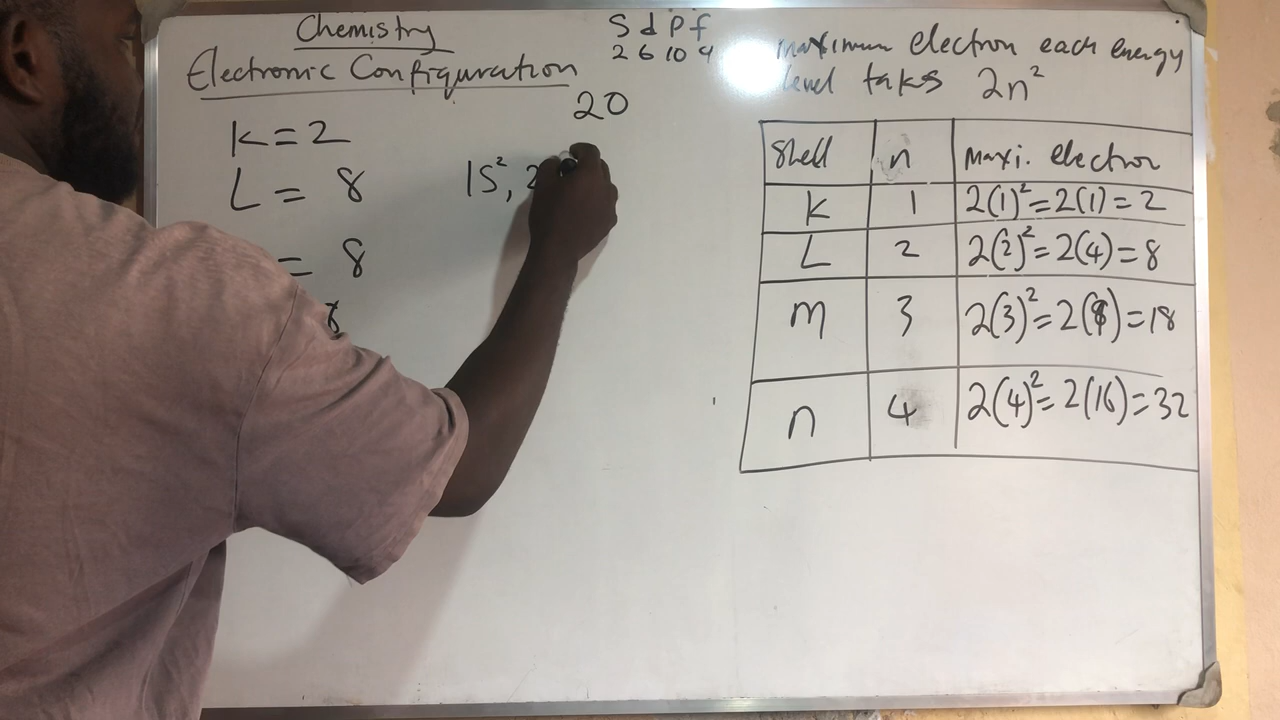 Chemistry
Electronic Configuration
S d p f
2 6 10 4
20
K = 2
L = 8
= 8
1S², 2
maximum electron each energy
level takes 2n²
Shell n Maxi. electron
K 1 2(1)²=2(1)=2
L 2 2(2)²=2(4)=8
m 3 2(3)²=2(9)=18
n 4 2(4)²=2(16)=32